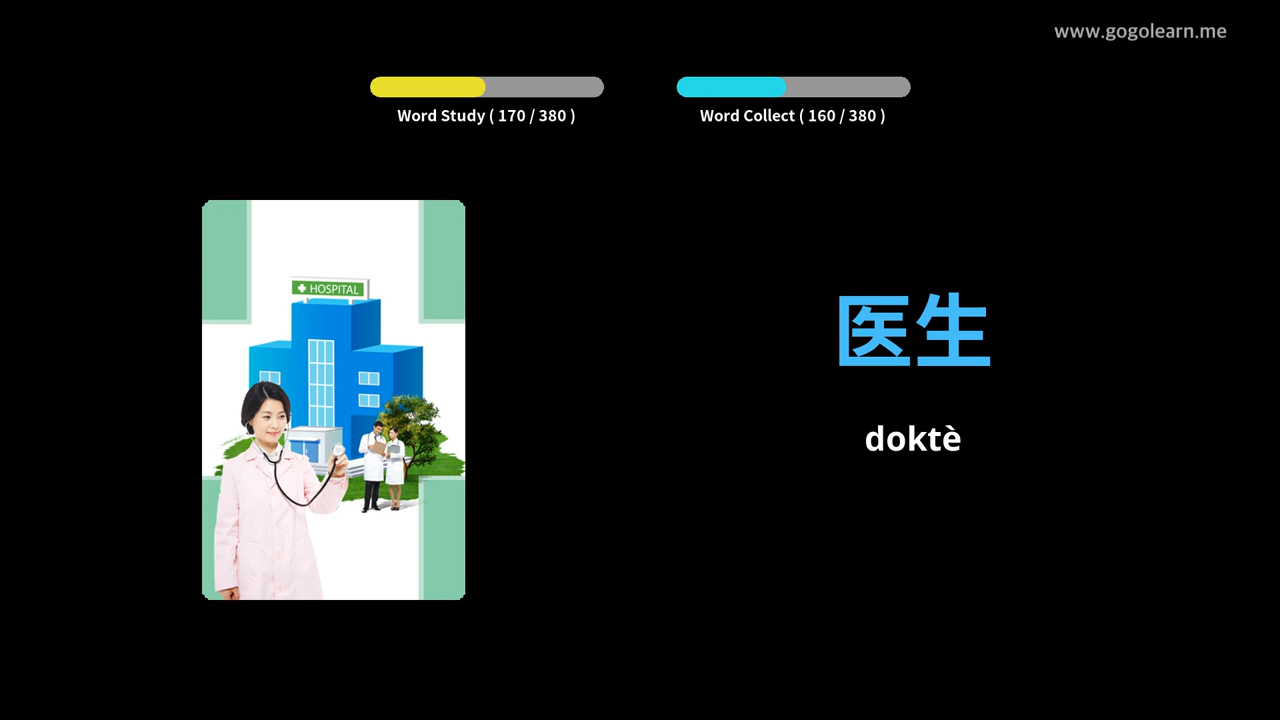 www.gogolearn.me
Word Study ( 170 / 380 )
Word Collect ( 160 / 380 )
HOSPITAL
医生
doktè